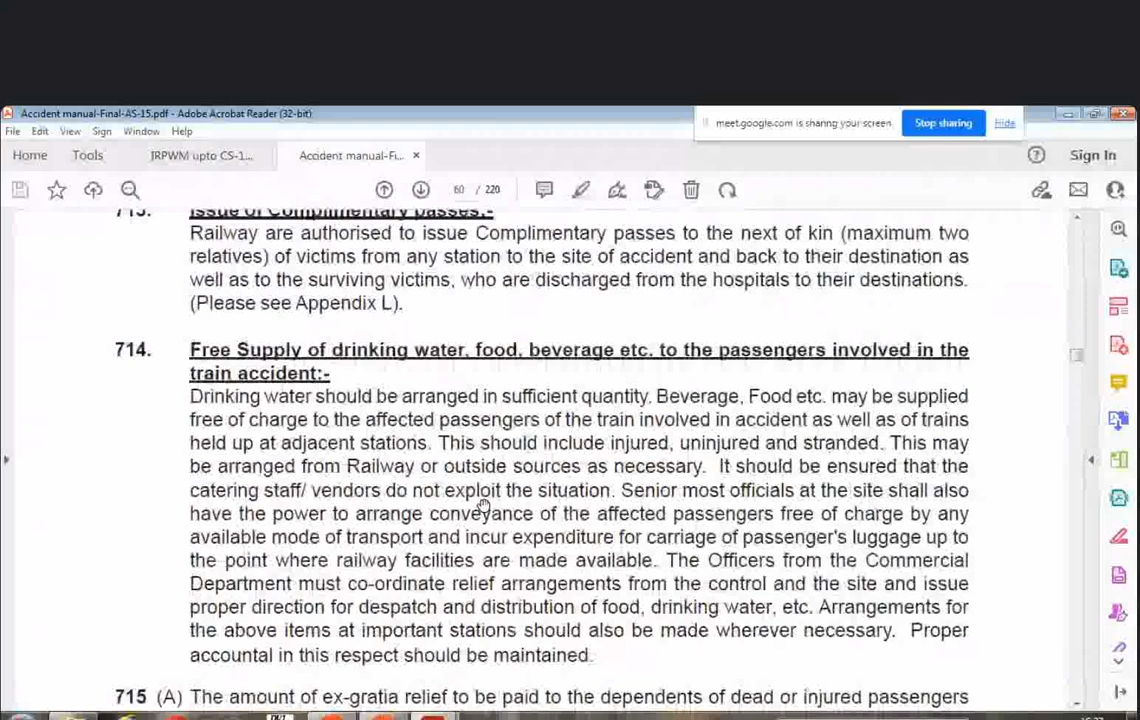 Accident manual-Final-AS-15.pdf - Adobe Acrobat Reader (32-bit)
meet.google.com is sharing your screen. Stop sharing Hide
File Edit View Sign Window Help
Home Tools IRPWM upto CS-1... Accident manual-Fi... × Sign In
60 / 220
713. Issue of Complimentary passes:-
Railway are authorised to issue Complimentary passes to the next of kin (maximum two
relatives) of victims from any station to the site of accident and back to their destination as
well as to the surviving victims, who are discharged from the hospitals to their destinations.
(Please see Appendix L).
714. Free Supply of drinking water, food, beverage etc. to the passengers involved in the
train accident:-
Drinking water should be arranged in sufficient quantity. Beverage, Food etc. may be supplied
free of charge to the affected passengers of the train involved in accident as well as of trains
held up at adjacent stations. This should include injured, uninjured and stranded. This may
be arranged from Railway or outside sources as necessary. It should be ensured that the
catering staff/ vendors do not exploit the situation. Senior most officials at the site shall also
have the power to arrange conveyance of the affected passengers free of charge by any
available mode of transport and incur expenditure for carriage of passenger's luggage up to
the point where railway facilities are made available. The Officers from the Commercial
Department must co-ordinate relief arrangements from the control and the site and issue
proper direction for despatch and distribution of food, drinking water, etc. Arrangements for
the above items at important stations should also be made wherever necessary. Proper
accountal in this respect should be maintained.
715 (A) The amount of ex-gratia relief to be paid to the dependents of dead or injured passengers